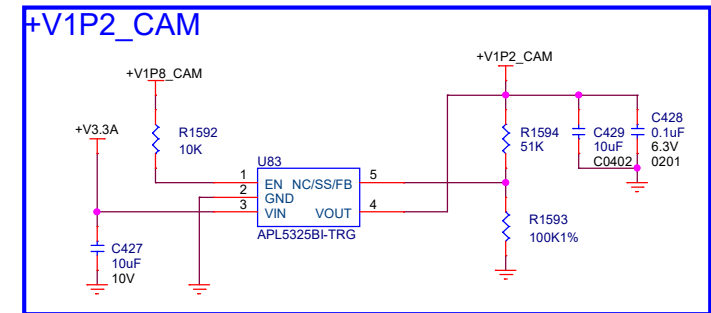 +V1P2_CAM
+V1P2_CAM
+V1P8_CAM
+V3.3A
R1592
10K
U83
1
2
3
EN NC/SS/FB
GND
VIN VOUT
5
4
APL5325BI-TRG
C427
10uF
10V
R1594
51K
R1593
100K1%
C429
10uF
C0402
C428
0.1uF
6.3V
0201